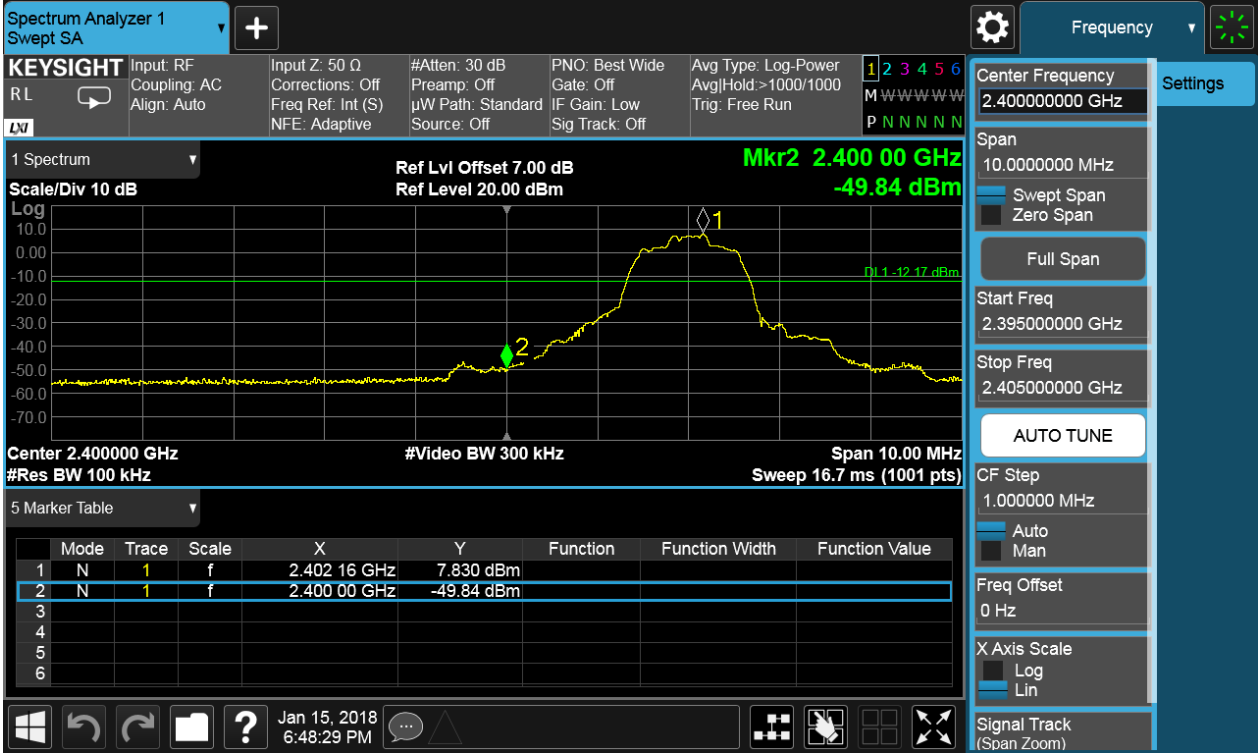 Spectrum Analyzer 1
Swept SA
+
Frequency
KEYSIGHT
R L
LXI
Input: RF
Coupling: AC
Align: Auto
Input Z: 50 Ω
Corrections: Off
Freq Ref: Int (S)
NFE: Adaptive
#Atten: 30 dB
Preamp: Off
µW Path: Standard
Source: Off
PNO: Best Wide
Gate: Off
IF Gain: Low
Sig Track: Off
Avg Type: Log-Power
Avg|Hold:>1000/1000
Trig: Free Run
1 2 3 4 5 6
M W W W W W
P N N N N N
1 Spectrum
Scale/Div 10 dB
Log
Ref Lvl Offset 7.00 dB
Ref Level 20.00 dBm
Mkr2 2.400 00 GHz
-49.84 dBm
10.0
0.00
-10.0
-20.0
-30.0
-40.0
-50.0
-60.0
-70.0
1
2
DL1 -12.17 dBm
Center 2.400000 GHz
#Video BW 300 kHz
Span 10.00 MHz
#Res BW 100 kHz
Sweep 16.7 ms (1001 pts)
5 Marker Table
Mode Trace Scale X Y Function Function Width Function Value
1 N 1 f 2.402 16 GHz 7.830 dBm
2 N 1 f 2.400 00 GHz -49.84 dBm
3
4
5
6
?
Jan 15, 2018
6:48:29 PM
Center Frequency
2.400000000 GHz
Span
10.0000000 MHz
Swept Span
Zero Span
Full Span
Start Freq
2.395000000 GHz
Stop Freq
2.405000000 GHz
AUTO TUNE
CF Step
1.000000 MHz
Auto
Man
Freq Offset
0 Hz
X Axis Scale
Log
Lin
Signal Track
(Span Zoom)
Settings